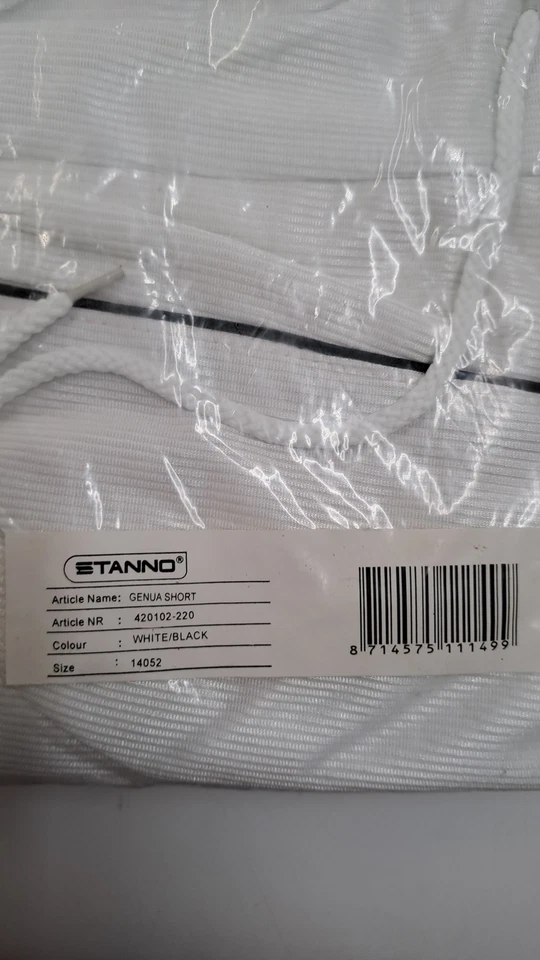 STANNO®
Article Name: GENUA SHORT
Article NR : 420102-220
Colour : WHITE/BLACK
Size : 14052
8 714575 111499